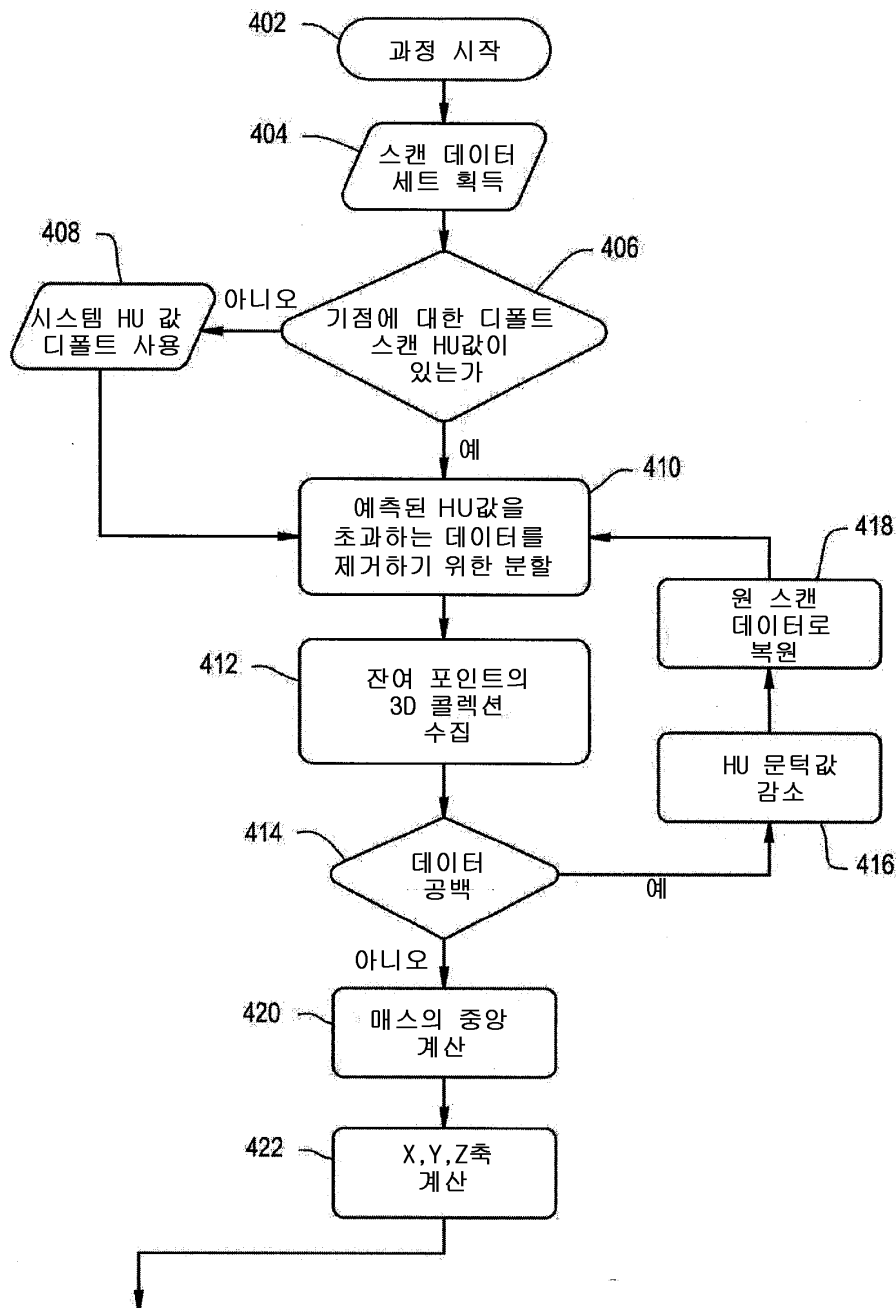 402
과정 시작
404
스캔 데이터
세트 획득
408
406
아니오
시스템 HU 값
디폴트 사용
기점에 대한 디폴트
스캔 HU값이
있는가
예
410
예측된 HU값을
초과하는 데이터를
제거하기 위한 분할
418
원 스캔
데이터로
복원
412
잔여 포인트의
3D 콜렉션
수집
HU 문턱값
감소
414
데이터
공백
예
416
아니오
420
매스의 중앙
계산
422
X,Y,Z축
계산